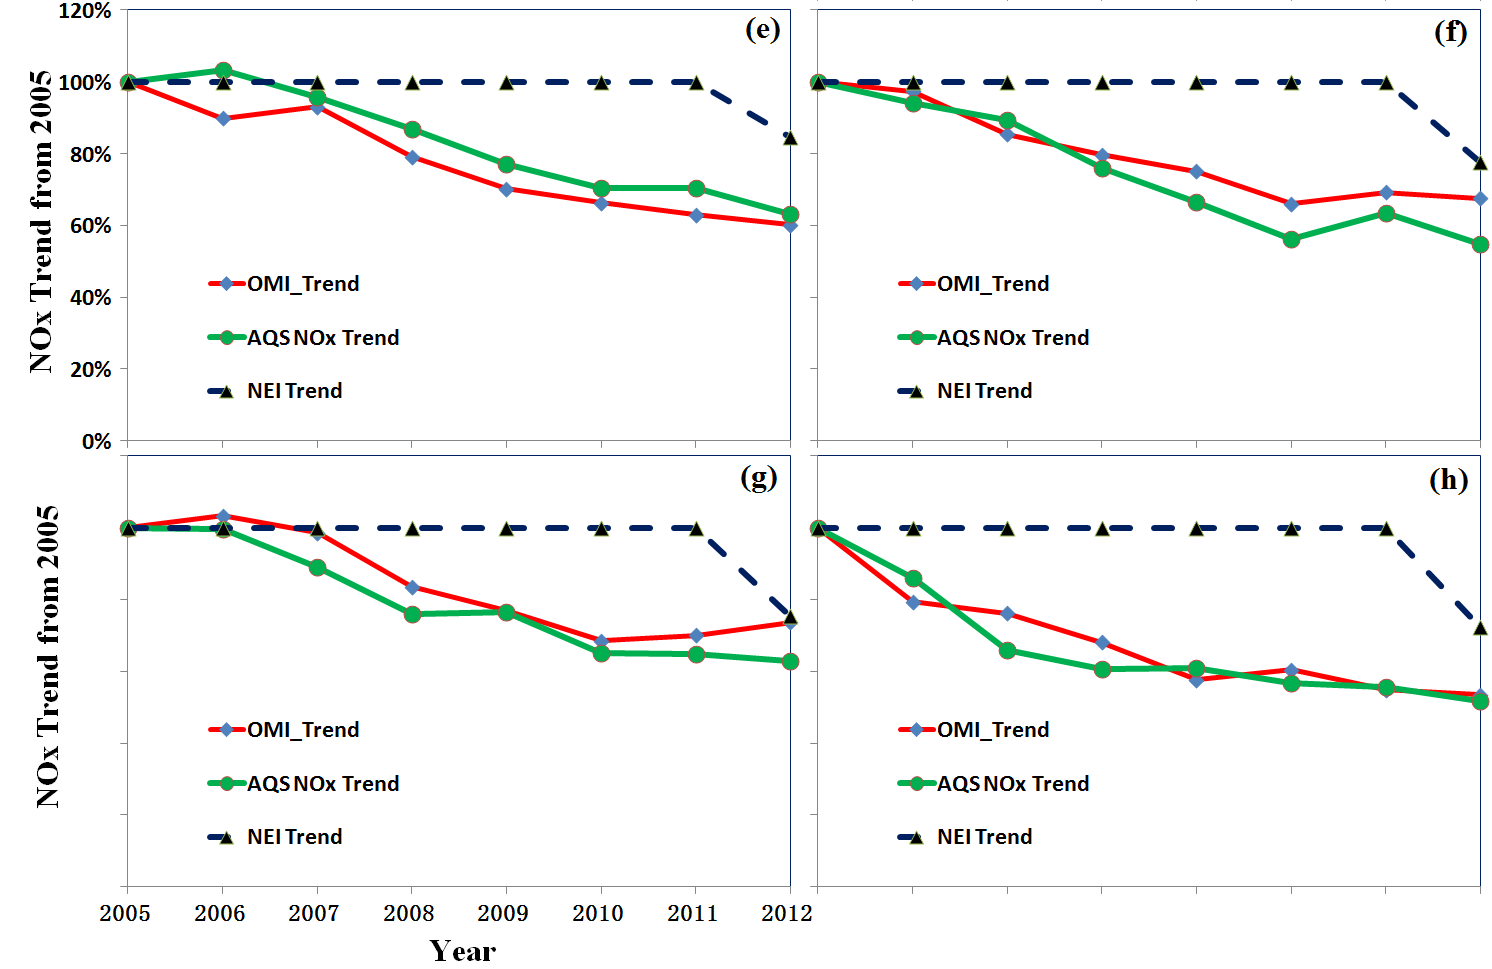 120%
(e)
(f)
100%
80%
60%
40%
20%
0%
NOx Trend from 2005
OMI_Trend
AQS NOx Trend
NEI Trend
OMI_Trend
AQS NOx Trend
NEI Trend
(g)
(h)
NOx Trend from 2005
OMI_Trend
AQS NOx Trend
NEI Trend
OMI_Trend
AQS NOx Trend
NEI Trend
2005 2006 2007 2008 2009 2010 2011 2012
Year